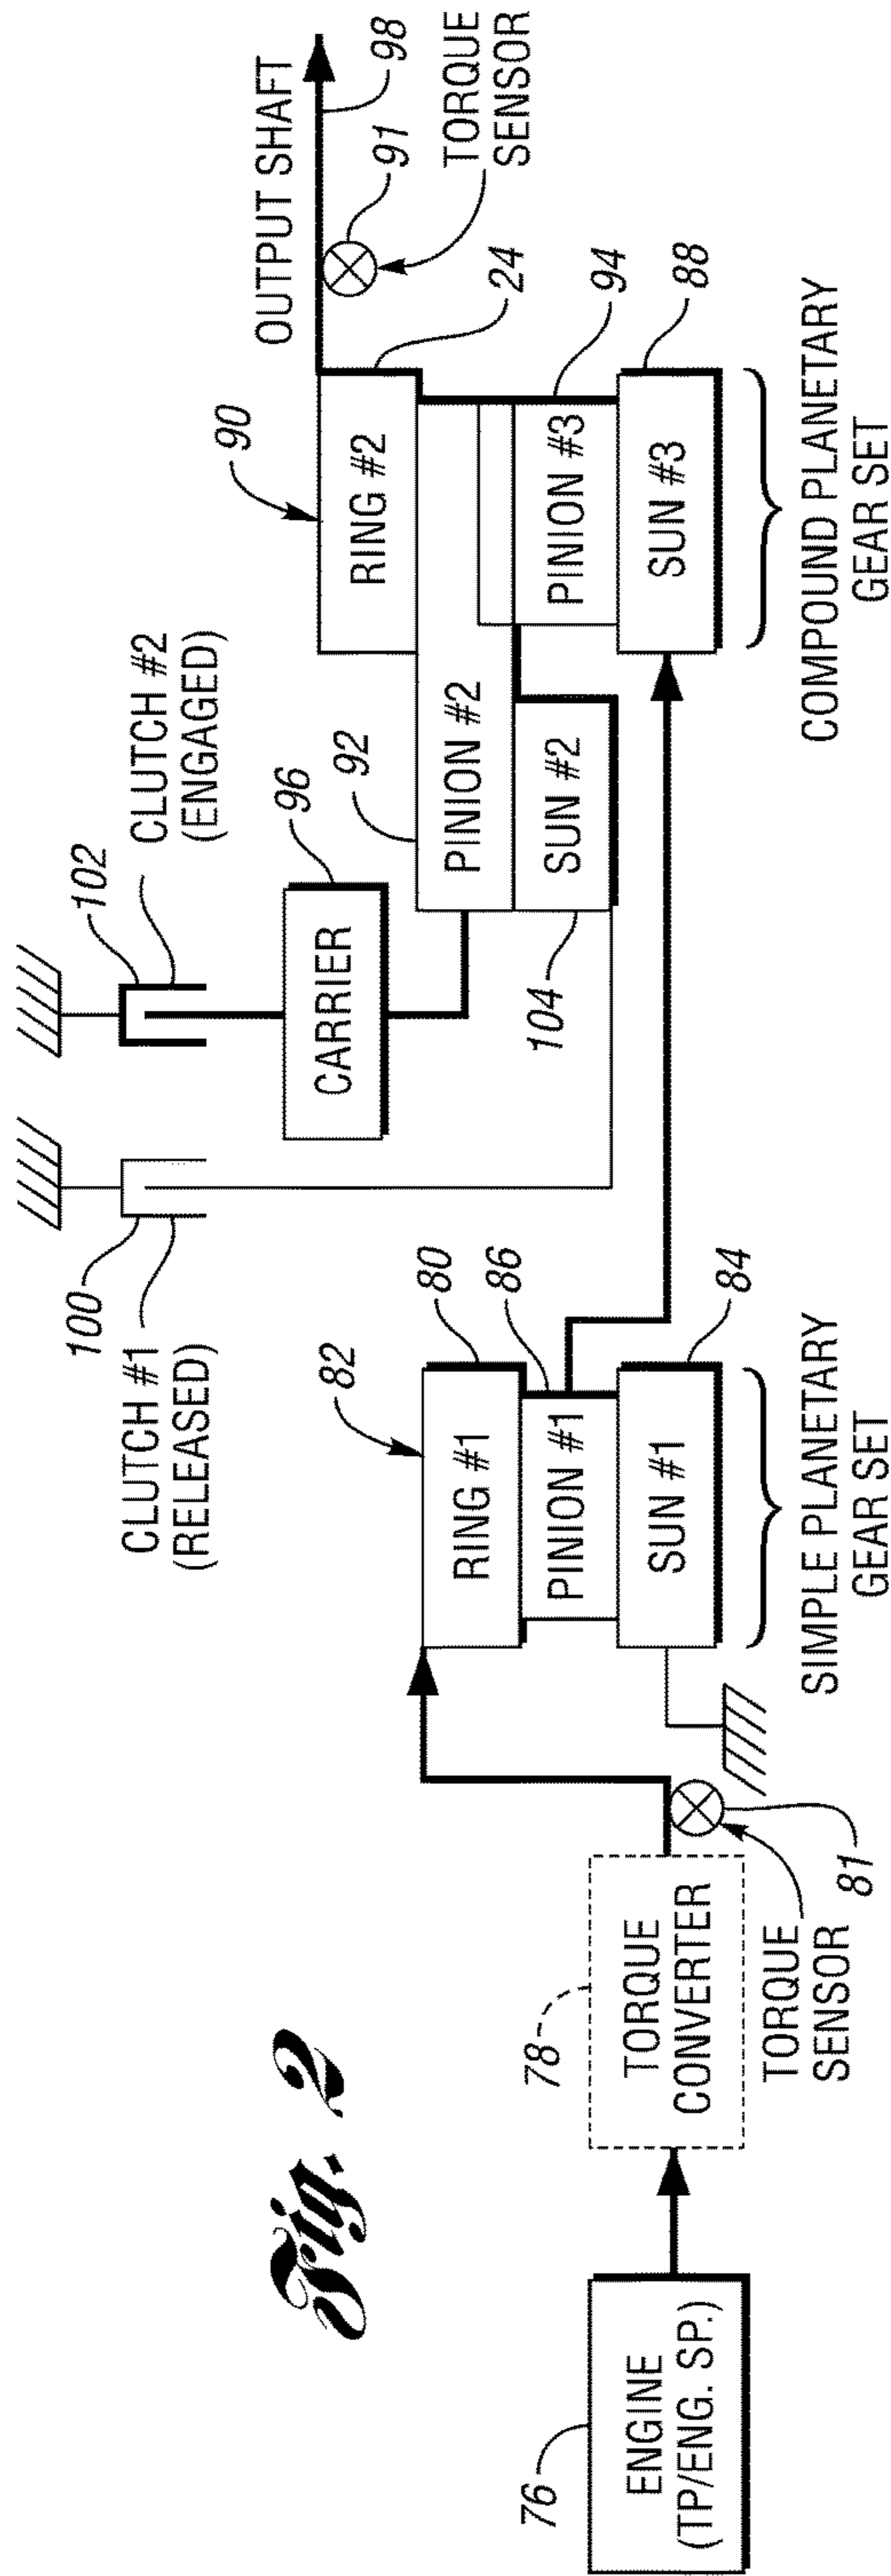 Fig. 2
76
ENGINE
(TP/ENG. SP.)
78
TORQUE
CONVERTER
TORQUE
SENSOR
81
82
RING #1
80
PINION #1
86
SUN #1
84
SIMPLE PLANETARY
GEAR SET
100
CLUTCH #1
(RELEASED)
102
CLUTCH #2
(ENGAGED)
CARRIER
96
92
PINION #2
SUN #2
104
90
RING #2
24
PINION #3
94
SUN #3
88
COMPOUND PLANETARY
GEAR SET
OUTPUT SHAFT
98
91
TORQUE
SENSOR